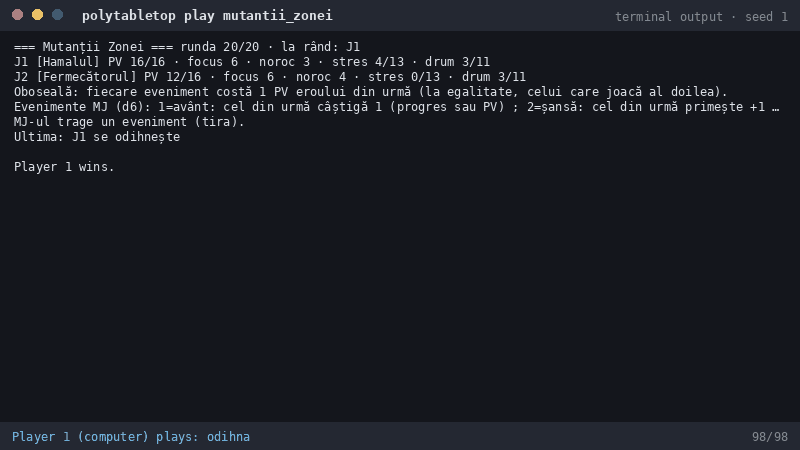 polytabletop play mutantii_zonei
terminal output · seed 1
=== Mutanții Zonei === runda 20/20 · la rând: J1
J1 [Hamalul] PV 16/16 · focus 6 · noroc 3 · stres 4/13 · drum 3/11
J2 [Fermecătorul] PV 12/16 · focus 6 · noroc 4 · stres 0/13 · drum 3/11
Oboseală: fiecare eveniment costă 1 PV eroului din urmă (la egalitate, celui care joacă al doilea).
Evenimente MJ (d6): 1=avânt: cel din urmă câștigă 1 (progres sau PV) ; 2=șansă: cel din urmă primește +1 …
MJ-ul trage un eveniment (tira).
Ultima: J1 se odihnește
Player 1 wins.
Player 1 (computer) plays: odihna
98/98